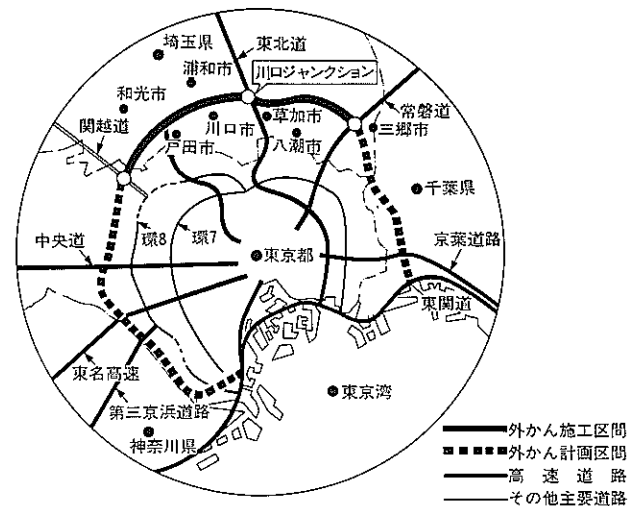 埼玉県
東北道
浦和市
川口ジャンクション
和光市
常磐道
草加市
川口市
三郷市
関越道
戸田市
八潮市
千葉県
環8
環7
中央道
京葉道路
東京都
東関道
東名高速
東京湾
第三京浜道路
神奈川県
外かん施工区間
外かん計画区間
高速道路
その他主要道路